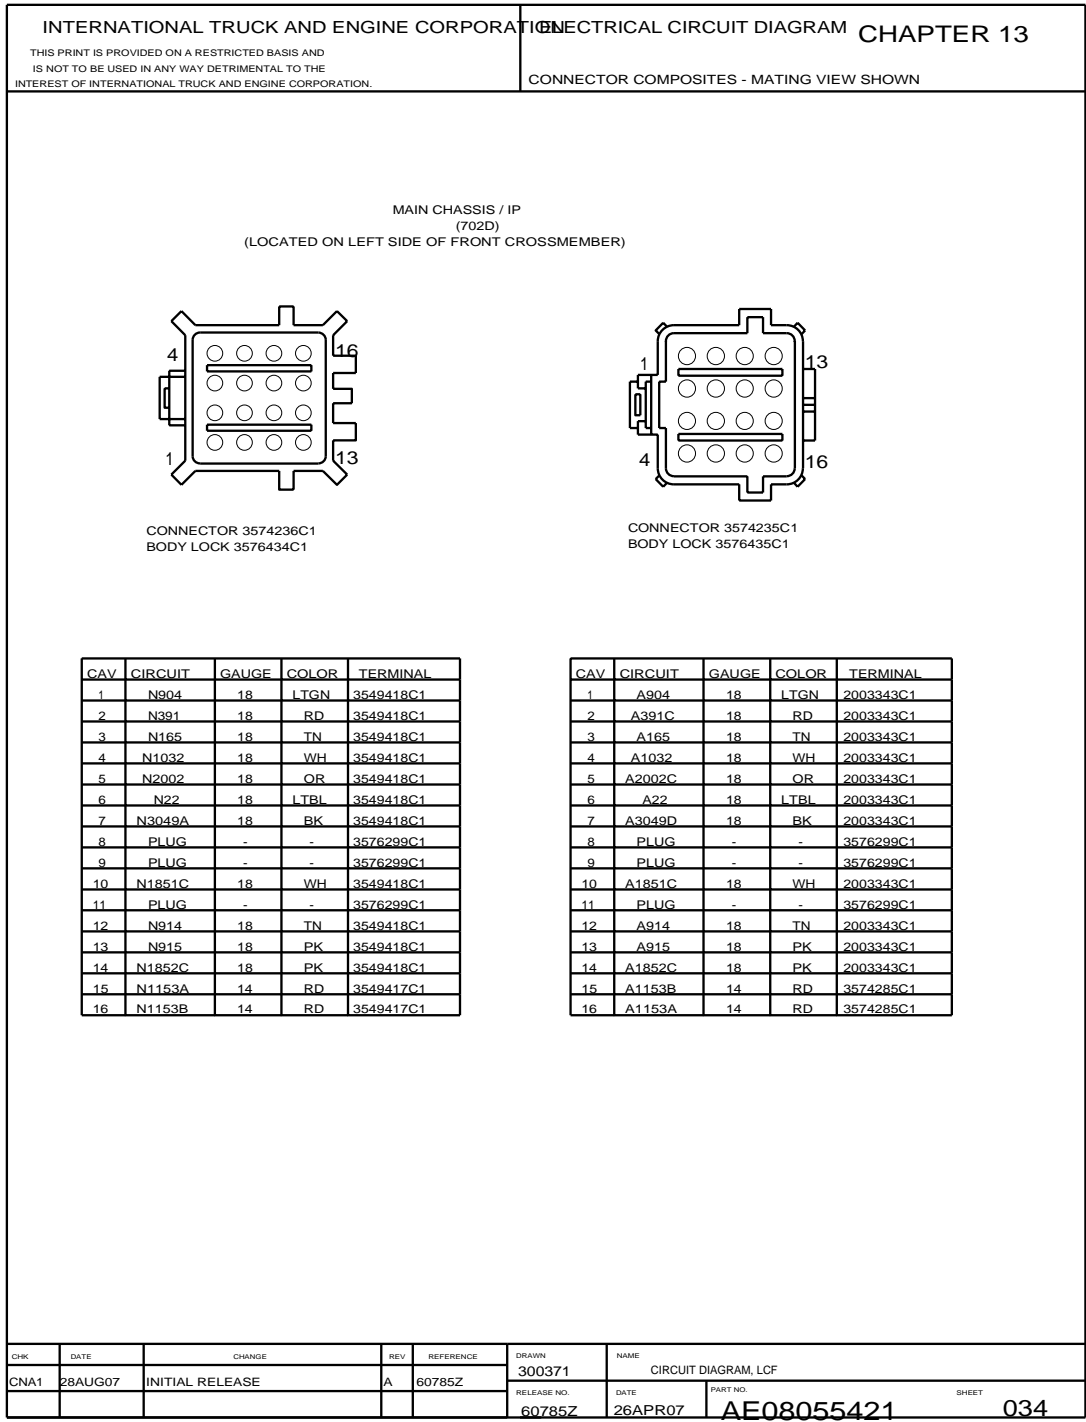 INTERNATIONAL TRUCK AND ENGINE CORPORATION
THIS PRINT IS PROVIDED ON A RESTRICTED BASIS AND
IS NOT TO BE USED IN ANY WAY DETRIMENTAL TO THE
INTEREST OF INTERNATIONAL TRUCK AND ENGINE CORPORATION.
ELECTRICAL CIRCUIT DIAGRAM CHAPTER 13
CONNECTOR COMPOSITES - MATING VIEW SHOWN
MAIN CHASSIS / IP
(702D)
(LOCATED ON LEFT SIDE OF FRONT CROSSMEMBER)
4 16
1 13
CONNECTOR 3574236C1
BODY LOCK 3576434C1
1 13
4 16
CONNECTOR 3574235C1
BODY LOCK 3576435C1
CAV CIRCUIT GAUGE COLOR TERMINAL
1 N904 18 LTGN 3549418C1
2 N391 18 RD 3549418C1
3 N165 18 TN 3549418C1
4 N1032 18 WH 3549418C1
5 N2002 18 OR 3549418C1
6 N22 18 LTBL 3549418C1
7 N3049A 18 BK 3549418C1
8 PLUG - - 3576299C1
9 PLUG - - 3576299C1
10 N1851C 18 WH 3549418C1
11 PLUG - - 3576299C1
12 N914 18 TN 3549418C1
13 N915 18 PK 3549418C1
14 N1852C 18 PK 3549418C1
15 N1153A 14 RD 3549417C1
16 N1153B 14 RD 3549417C1
CAV CIRCUIT GAUGE COLOR TERMINAL
1 A904 18 LTGN 2003343C1
2 A391C 18 RD 2003343C1
3 A165 18 TN 2003343C1
4 A1032 18 WH 2003343C1
5 A2002C 18 OR 2003343C1
6 A22 18 LTBL 2003343C1
7 A3049D 18 BK 2003343C1
8 PLUG - - 3576299C1
9 PLUG - - 3576299C1
10 A1851C 18 WH 2003343C1
11 PLUG - - 3576299C1
12 A914 18 TN 2003343C1
13 A915 18 PK 2003343C1
14 A1852C 18 PK 2003343C1
15 A1153B 14 RD 3574285C1
16 A1153A 14 RD 3574285C1
CHK DATE CHANGE REV REFERENCE
CNA1 28AUG07 INITIAL RELEASE A 60785Z
DRAWN
300371
NAME
CIRCUIT DIAGRAM, LCF
RELEASE NO.
60785Z
DATE
26APR07
PART NO.
AE08055421
SHEET
034